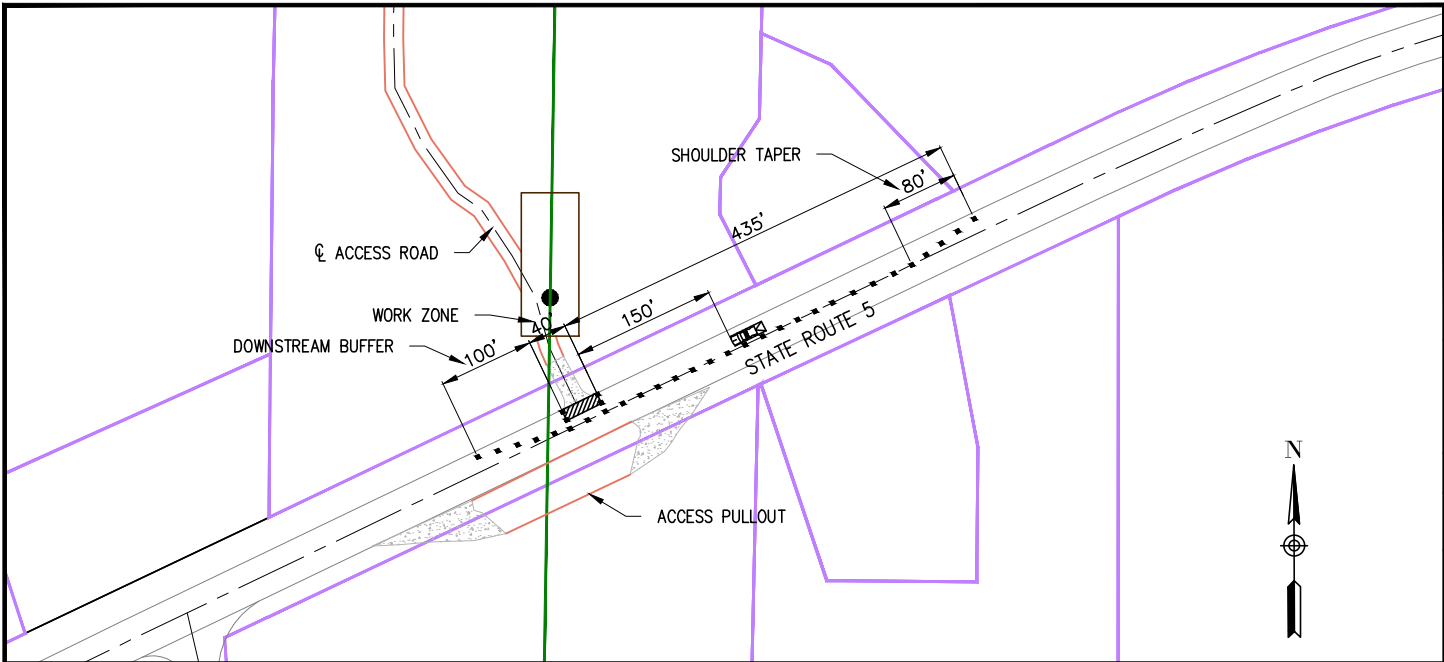 SHOULDER TAPER
80'
435'
℄ ACCESS ROAD
WORK ZONE
40'
150'
DOWNSTREAM BUFFER
100'
STATE ROUTE 5
N
ACCESS PULLOUT